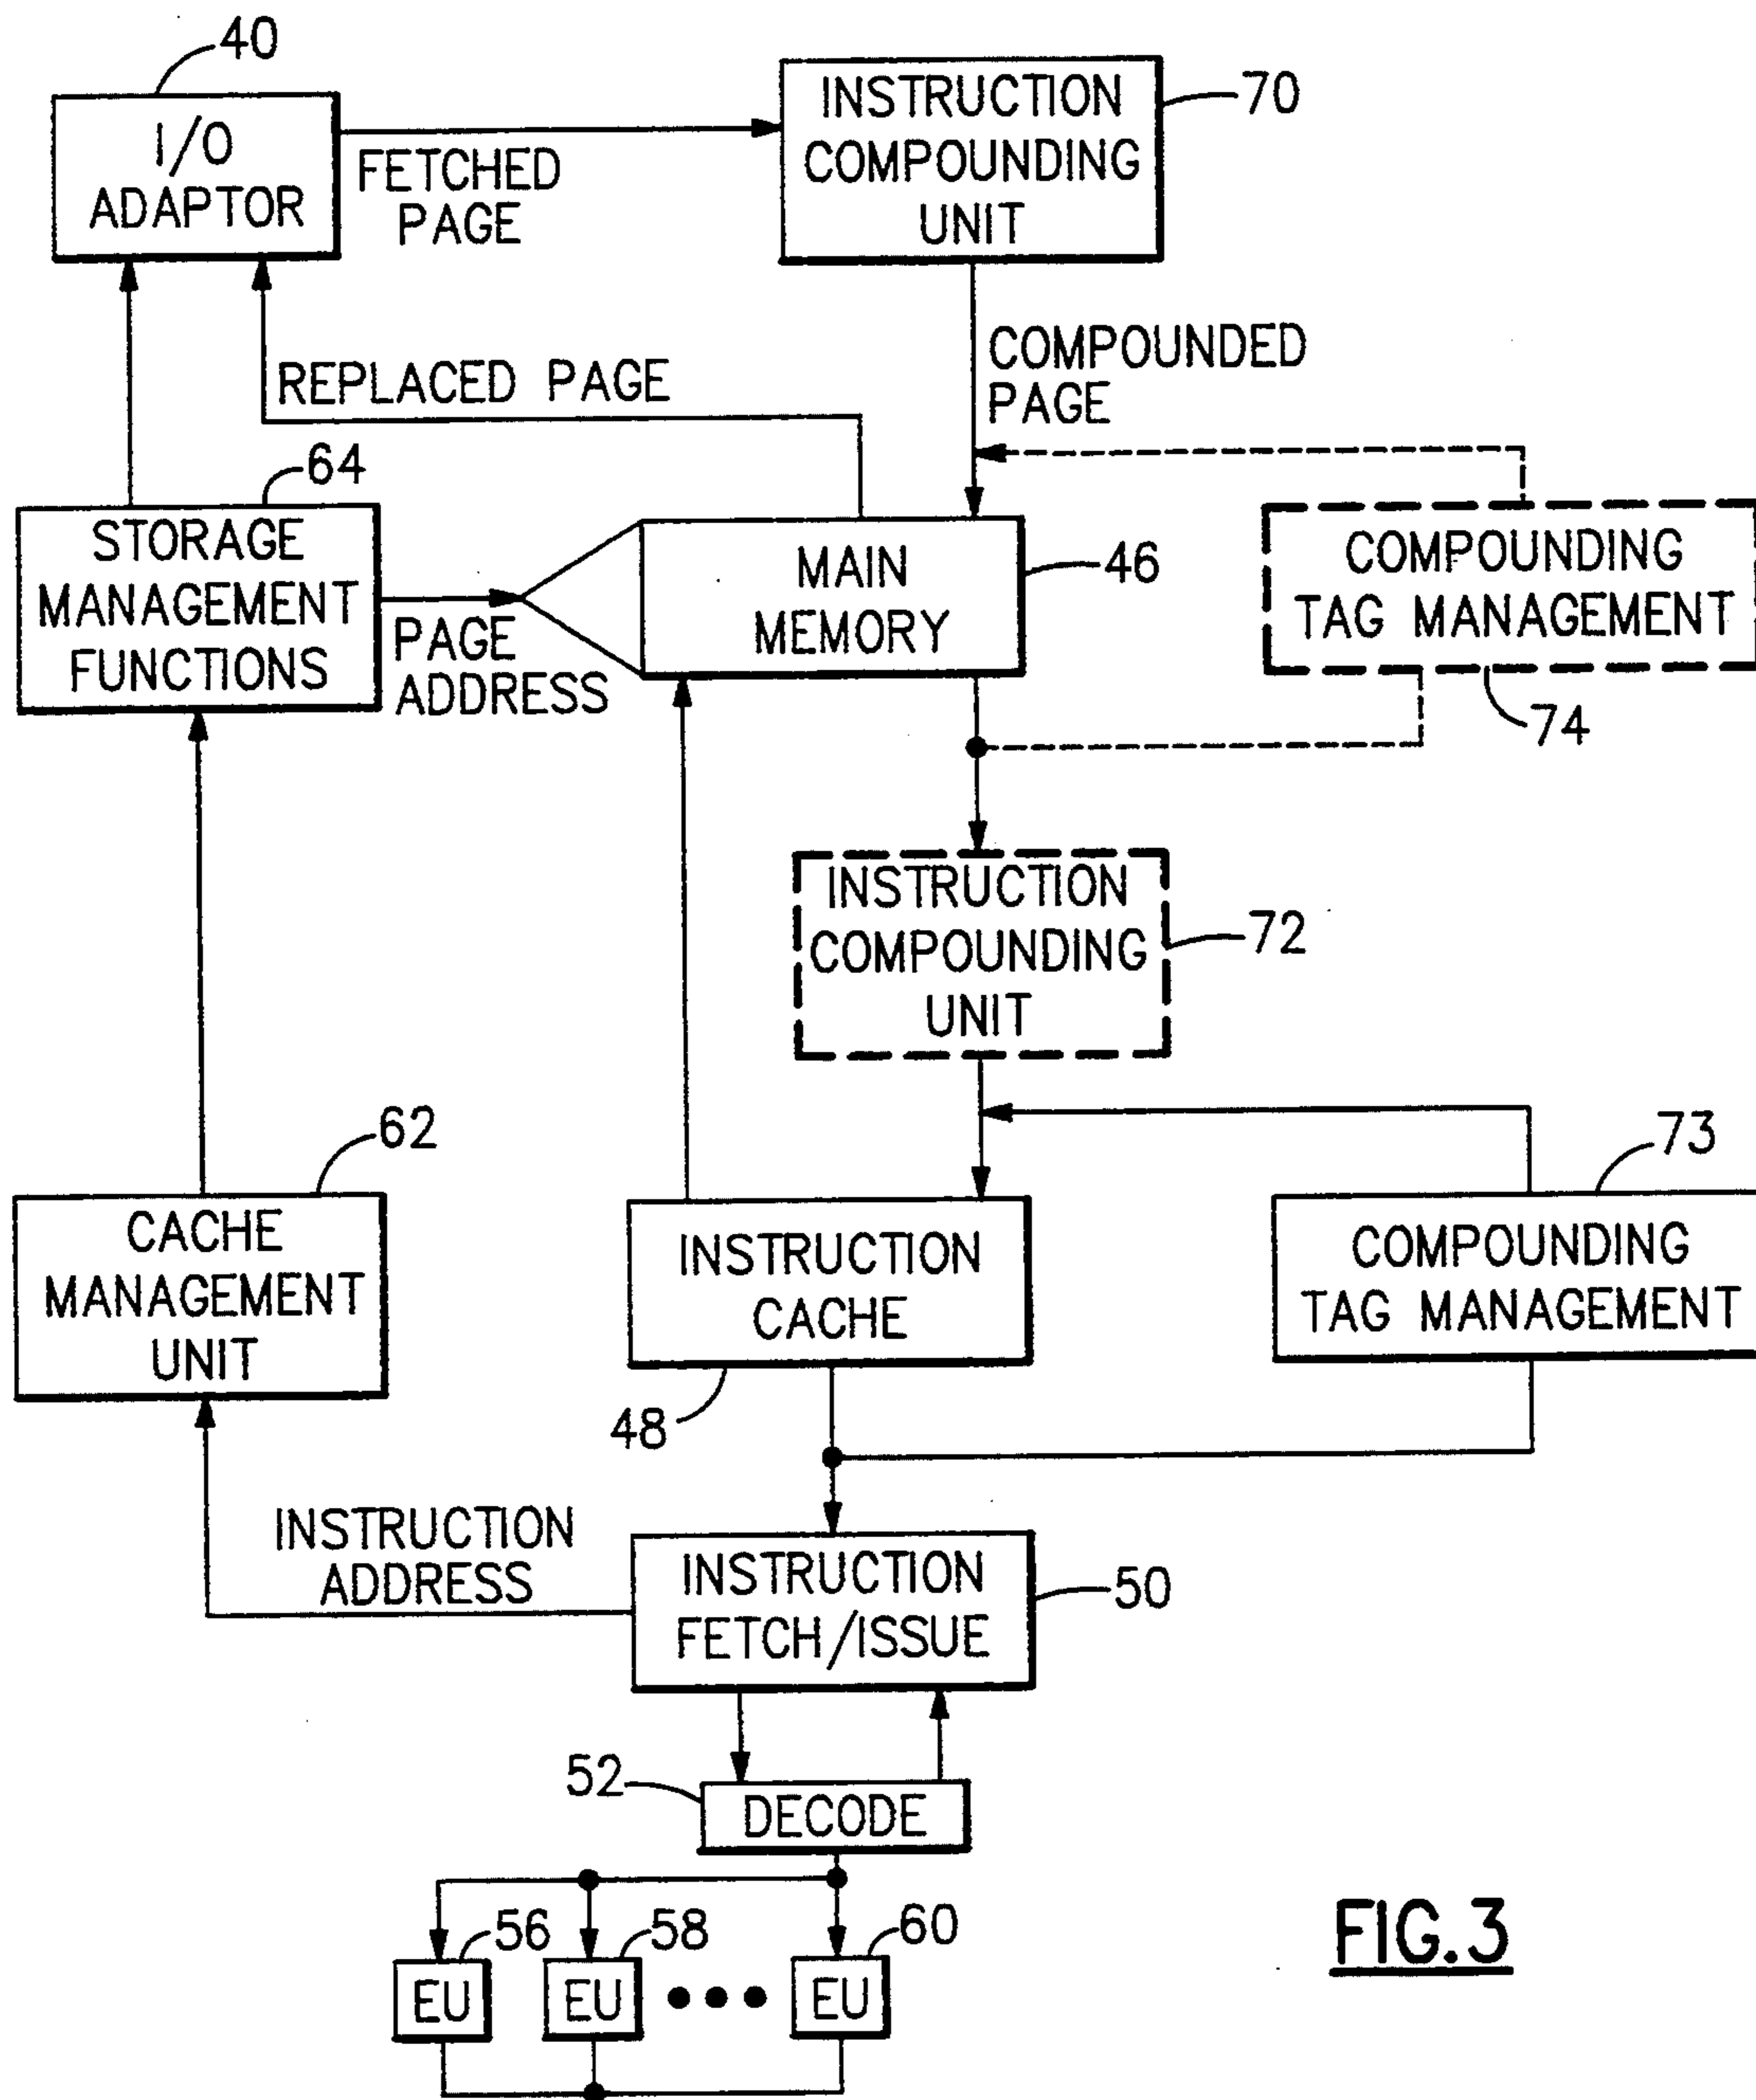 40
I/O
ADAPTOR
FETCHED
PAGE
INSTRUCTION
COMPOUNDING
UNIT
70
REPLACED PAGE
COMPOUNDED
PAGE
64
STORAGE
MANAGEMENT
FUNCTIONS
PAGE
ADDRESS
MAIN
MEMORY
46
COMPOUNDING
TAG MANAGEMENT
74
INSTRUCTION
COMPOUNDING
UNIT
72
62
CACHE
MANAGEMENT
UNIT
INSTRUCTION
CACHE
48
73
COMPOUNDING
TAG MANAGEMENT
INSTRUCTION
ADDRESS
INSTRUCTION
FETCH/ISSUE
50
52
DECODE
56
EU
58
EU
60
EU
FIG.3